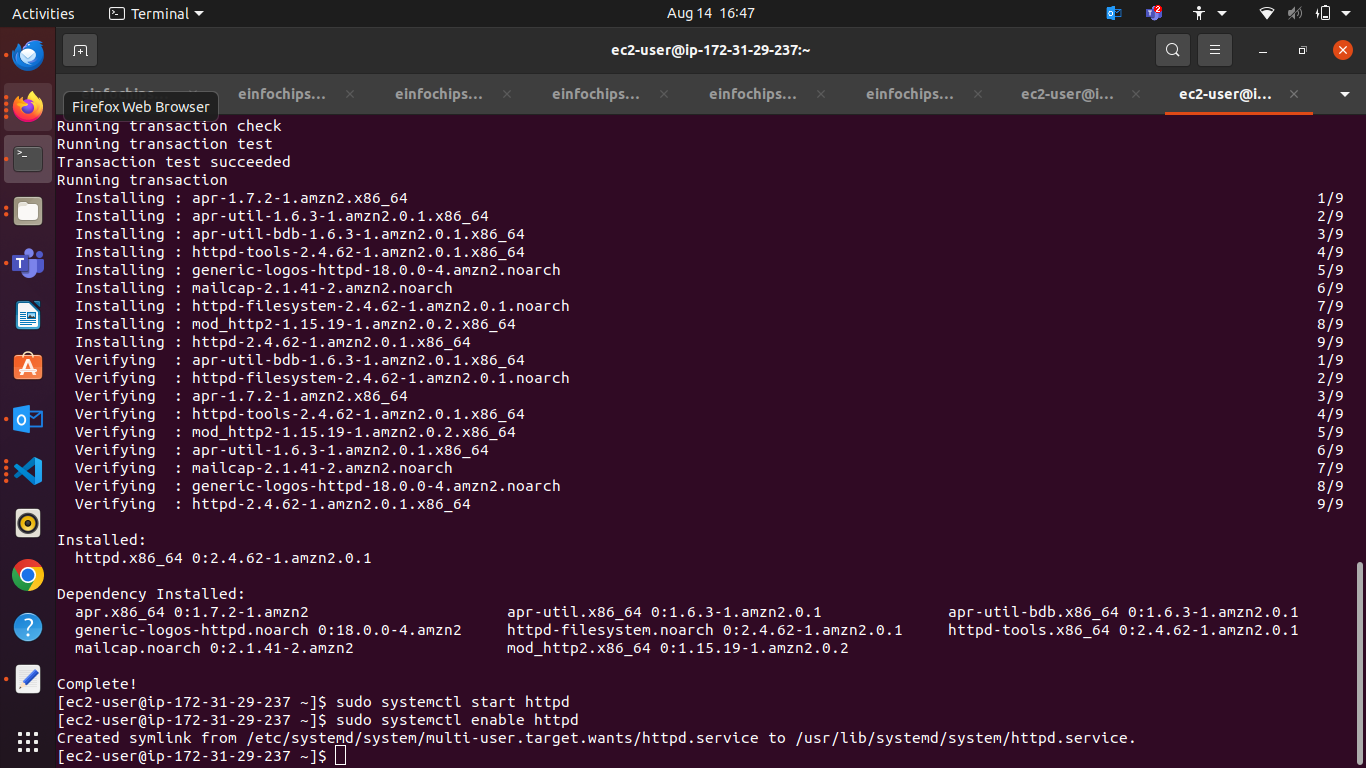 Activities
Terminal
Aug 14 16:47
2
ec2-user@ip-172-31-29-237:~
einfochips...
einfochips...
einfochips...
einfochips...
einfochips...
ec2-user@i...
ec2-user@i...
Firefox Web Browser
Running transaction check
Running transaction test
Transaction test succeeded
Running transaction
  Installing : apr-1.7.2-1.amzn2.x86_64 1/9
  Installing : apr-util-1.6.3-1.amzn2.0.1.x86_64 2/9
  Installing : apr-util-bdb-1.6.3-1.amzn2.0.1.x86_64 3/9
  Installing : httpd-tools-2.4.62-1.amzn2.0.1.x86_64 4/9
  Installing : generic-logos-httpd-18.0.0-4.amzn2.noarch 5/9
  Installing : mailcap-2.1.41-2.amzn2.noarch 6/9
  Installing : httpd-filesystem-2.4.62-1.amzn2.0.1.noarch 7/9
  Installing : mod_http2-1.15.19-1.amzn2.0.2.x86_64 8/9
  Installing : httpd-2.4.62-1.amzn2.0.1.x86_64 9/9
  Verifying  : apr-util-bdb-1.6.3-1.amzn2.0.1.x86_64 1/9
  Verifying  : httpd-filesystem-2.4.62-1.amzn2.0.1.noarch 2/9
  Verifying  : apr-1.7.2-1.amzn2.x86_64 3/9
  Verifying  : httpd-tools-2.4.62-1.amzn2.0.1.x86_64 4/9
  Verifying  : mod_http2-1.15.19-1.amzn2.0.2.x86_64 5/9
  Verifying  : apr-util-1.6.3-1.amzn2.0.1.x86_64 6/9
  Verifying  : mailcap-2.1.41-2.amzn2.noarch 7/9
  Verifying  : generic-logos-httpd-18.0.0-4.amzn2.noarch 8/9
  Verifying  : httpd-2.4.62-1.amzn2.0.1.x86_64 9/9
Installed:
  httpd.x86_64 0:2.4.62-1.amzn2.0.1
Dependency Installed:
  apr.x86_64 0:1.7.2-1.amzn2 apr-util.x86_64 0:1.6.3-1.amzn2.0.1 apr-util-bdb.x86_64 0:1.6.3-1.amzn2.0.1
  generic-logos-httpd.noarch 0:18.0.0-4.amzn2 httpd-filesystem.noarch 0:2.4.62-1.amzn2.0.1 httpd-tools.x86_64 0:2.4.62-1.amzn2.0.1
  mailcap.noarch 0:2.1.41-2.amzn2 mod_http2.x86_64 0:1.15.19-1.amzn2.0.2
Complete!
[ec2-user@ip-172-31-29-237 ~]$ sudo systemctl start httpd
[ec2-user@ip-172-31-29-237 ~]$ sudo systemctl enable httpd
Created symlink from /etc/systemd/system/multi-user.target.wants/httpd.service to /usr/lib/systemd/system/httpd.service.
[ec2-user@ip-172-31-29-237 ~]$